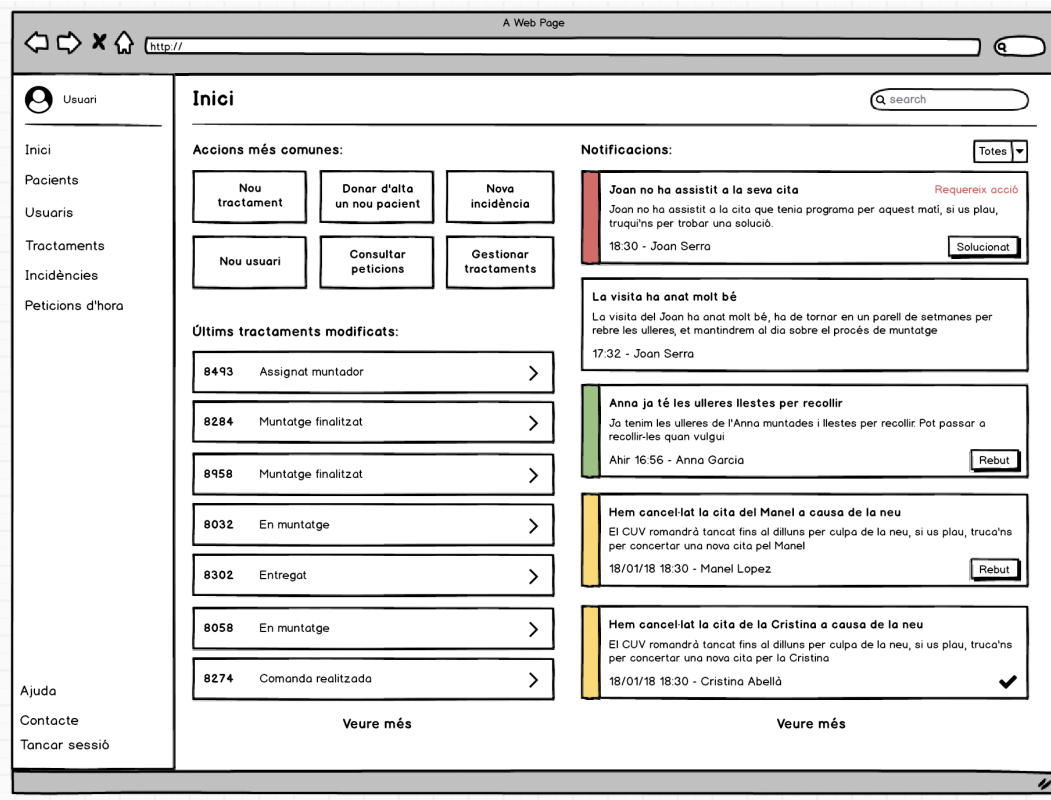 A Web Page
http://
Usuari
Inici
Pacients
Usuaris
Tractaments
Incidències
Peticions d'hora
Ajuda
Contacte
Tancar sessió
Inici
search
Accions més comunes:
Nou
tractament
Donar d'alta
un nou pacient
Nova
incidència
Nou usuari
Consultar
peticions
Gestionar
tractaments
Últims tractaments modificats:
8493 Assignat muntador
8284 Muntatge finalitzat
8958 Muntatge finalitzat
8032 En muntatge
8302 Entregat
8058 En muntatge
8274 Comanda realitzada
Veure més
Notificacions:
Totes
Joan no ha assistit a la seva cita
Requereix acció
Joan no ha assistit a la cita que tenia programa per aquest matí, si us plau,
truqui'ns per trobar una solució.
18:30 - Joan Serra
Solucionat
La visita ha anat molt bé
La visita del Joan ha anat molt bé, ha de tornar en un parell de setmanes per
rebre les ulleres, et mantindrem al dia sobre el procés de muntatge
17:32 - Joan Serra
Anna ja té les ulleres llestes per recollir
Ja tenim les ulleres de l'Anna muntades i llestes per recollir. Pot passar a
recollir-les quan vulgui
Ahir 16:56 - Anna Garcia
Rebut
Hem cancel·lat la cita del Manel a causa de la neu
El CUV romandrà tancat fins al dilluns per culpa de la neu, si us plau, truca'ns
per concertar una nova cita pel Manel
18/01/18 18:30 - Manel Lopez
Rebut
Hem cancel·lat la cita de la Cristina a causa de la neu
El CUV romandrà tancat fins al dilluns per culpa de la neu, si us plau, truca'ns
per concertar una nova cita per la Cristina
18/01/18 18:30 - Cristina Abellà
Veure més